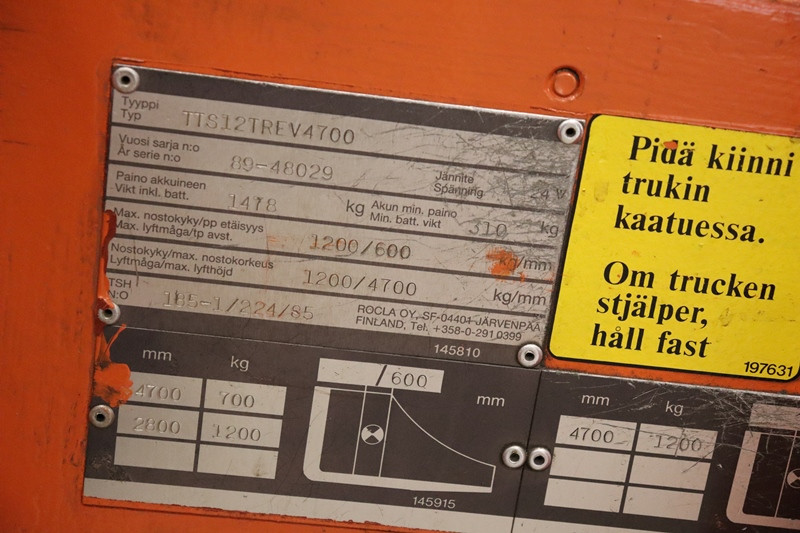 Tyyppi
Typ TTS12TREV4700
Vuosi sarja n:o
År serie n:o 89-48029
Jännite
Spänning 24 V
Paino akkuineen
Vikt inkl. batt. 1478 kg
Akun min. paino
Min. batt. vikt 310 kg
Max. nostokyky/pp etäisyys
Max. lyftmåga/tp avst. 1200/600 kg/mm
Nostokyky/max. nostokorkeus
Lyftmåga/max. lyfthöjd 1200/4700 kg/mm
TSH
N:O 185-1/224/85
ROCLA OY, SF-04401 JÄRVENPÄÄ
FINLAND, Tel. +358-0-291 0399
145810
mm kg
4700 700
2800 1200
/600
mm
145915
mm kg
4700 1200
Pidä kiinni
trukin
kaatuessa.
Om trucken
stjälper,
håll fast
197631